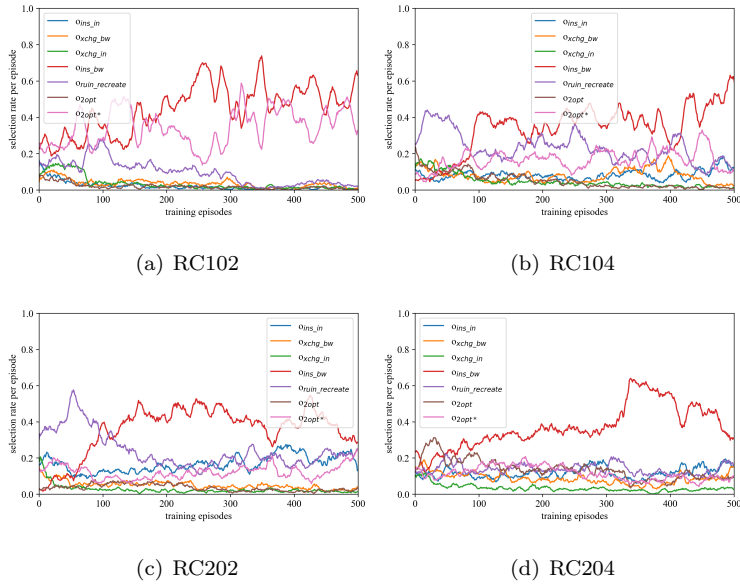 1.0
0.8
0.6
0.4
0.2
0.0
selection rate per episode
o_ins_in
o_xchg_bw
o_xchg_in
o_ins_bw
o_ruin_recreate
o_2opt
o_2opt*
0 100 200 300 400 500
training episodes
(a) RC102
1.0
0.8
0.6
0.4
0.2
0.0
selection rate per episode
o_ins_in
o_xchg_bw
o_xchg_in
o_ins_bw
o_ruin_recreate
o_2opt
o_2opt*
0 100 200 300 400 500
training episodes
(b) RC104
1.0
0.8
0.6
0.4
0.2
0.0
selection rate per episode
o_ins_in
o_xchg_bw
o_xchg_in
o_ins_bw
o_ruin_recreate
o_2opt
o_2opt*
0 100 200 300 400 500
training episodes
(c) RC202
1.0
0.8
0.6
0.4
0.2
0.0
selection rate per episode
o_ins_in
o_xchg_bw
o_xchg_in
o_ins_bw
o_ruin_recreate
o_2opt
o_2opt*
0 100 200 300 400 500
training episodes
(d) RC204